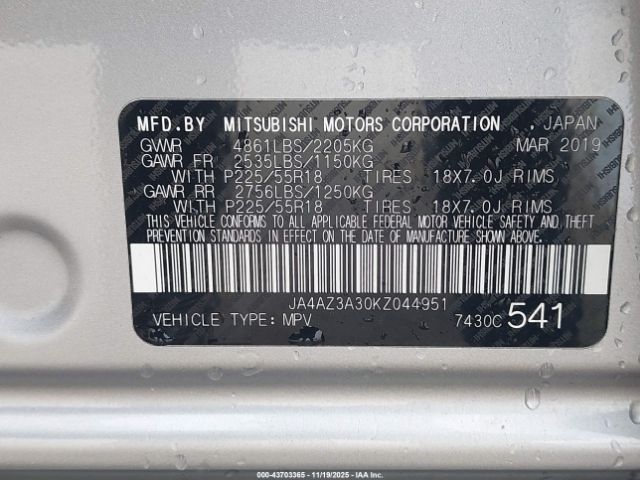 MFD.BY MITSUBISHI MOTORS CORPORATION , JAPAN
GVWR 4861LBS/2205KG MAR 2019
GAWR FR 2535LBS/1150KG
WITH P225/55R18 TIRES 18X7.0J RIMS
GAWR RR 2756LBS/1250KG
WITH P225/55R18 TIRES 18X7.0J RIMS
THIS VEHICLE CONFORMS TO ALL APPLICABLE FEDERAL MOTOR VEHICLE SAFETY AND THEFT
PREVENTION STANDARDS IN EFFECT ON THE DATE OF MANUFACTURE SHOWN ABOVE.
JA4AZ3A30KZ044951
VEHICLE TYPE: MPV 7430C 541
000-43703365 - 11/19/2025 - IAAI.COM